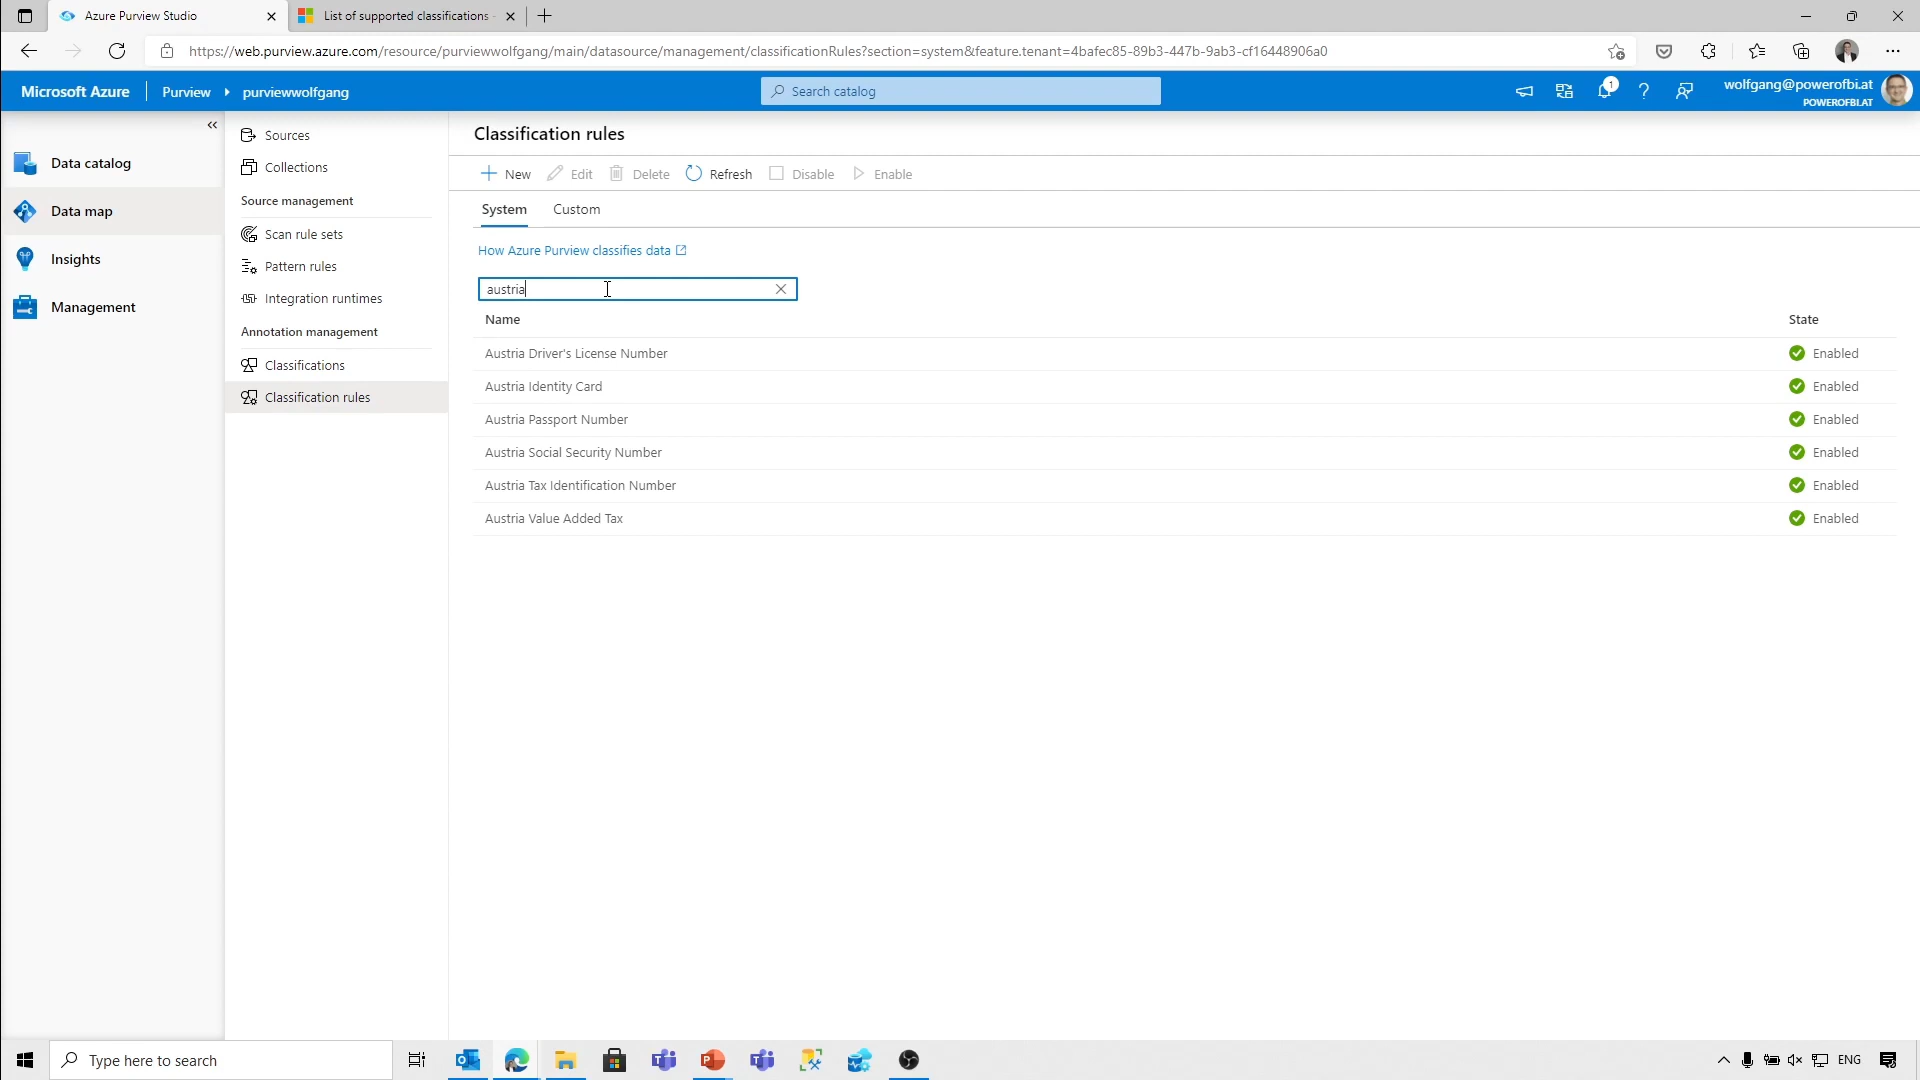 Azure Purview Studio
List of supported classifications -
https://web.purview.azure.com/resource/purviewwolfgang/main/datasource/management/classificationRules?section=system&feature.tenant=4bafec85-89b3-447b-9ab3-cf16448906a0
Microsoft Azure
Purview
purviewwolfgang
Search catalog
1
wolfgang@powerofbi.at
POWEROFBI.AT
Data catalog
Data map
Insights
Management
Sources
Collections
Source management
Scan rule sets
Pattern rules
Integration runtimes
Annotation management
Classifications
Classification rules
Classification rules
New
Edit
Delete
Refresh
Disable
Enable
System
Custom
How Azure Purview classifies data
austria
Name
State
Austria Driver's License Number
Enabled
Austria Identity Card
Enabled
Austria Passport Number
Enabled
Austria Social Security Number
Enabled
Austria Tax Identification Number
Enabled
Austria Value Added Tax
Enabled
Type here to search
ENG